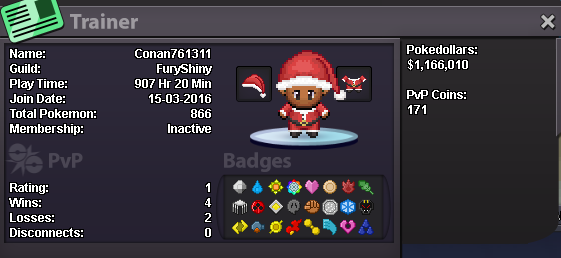 Trainer
Name: Conan761311
Guild: FuryShiny
Play Time: 907 Hr 20 Min
Join Date: 15-03-2016
Total Pokemon: 866
Membership: Inactive
PvP
Rating: 1
Wins: 4
Losses: 2
Disconnects: 0
Badges
Pokedollars:
$1,166,010
PvP Coins:
171